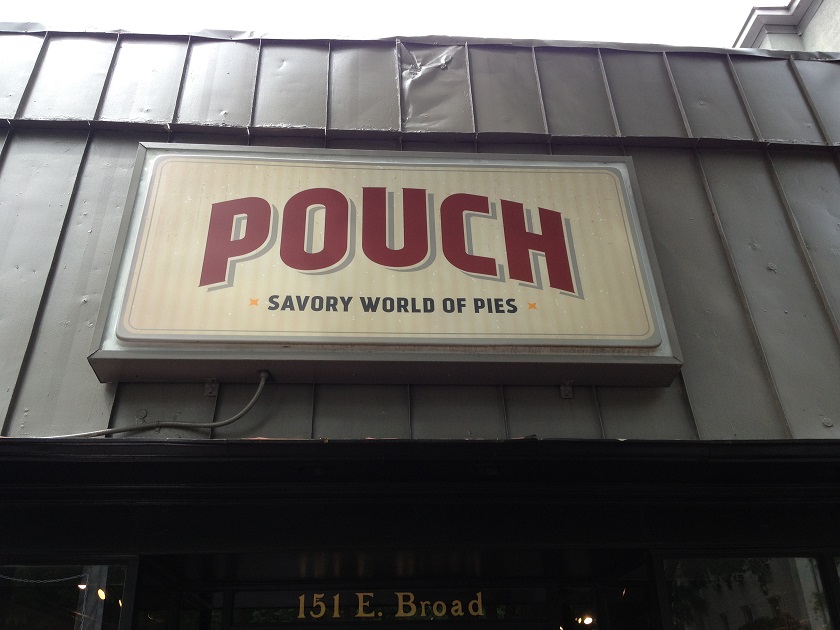 POUCH
SAVORY WORLD OF PIES
151 E. Broad